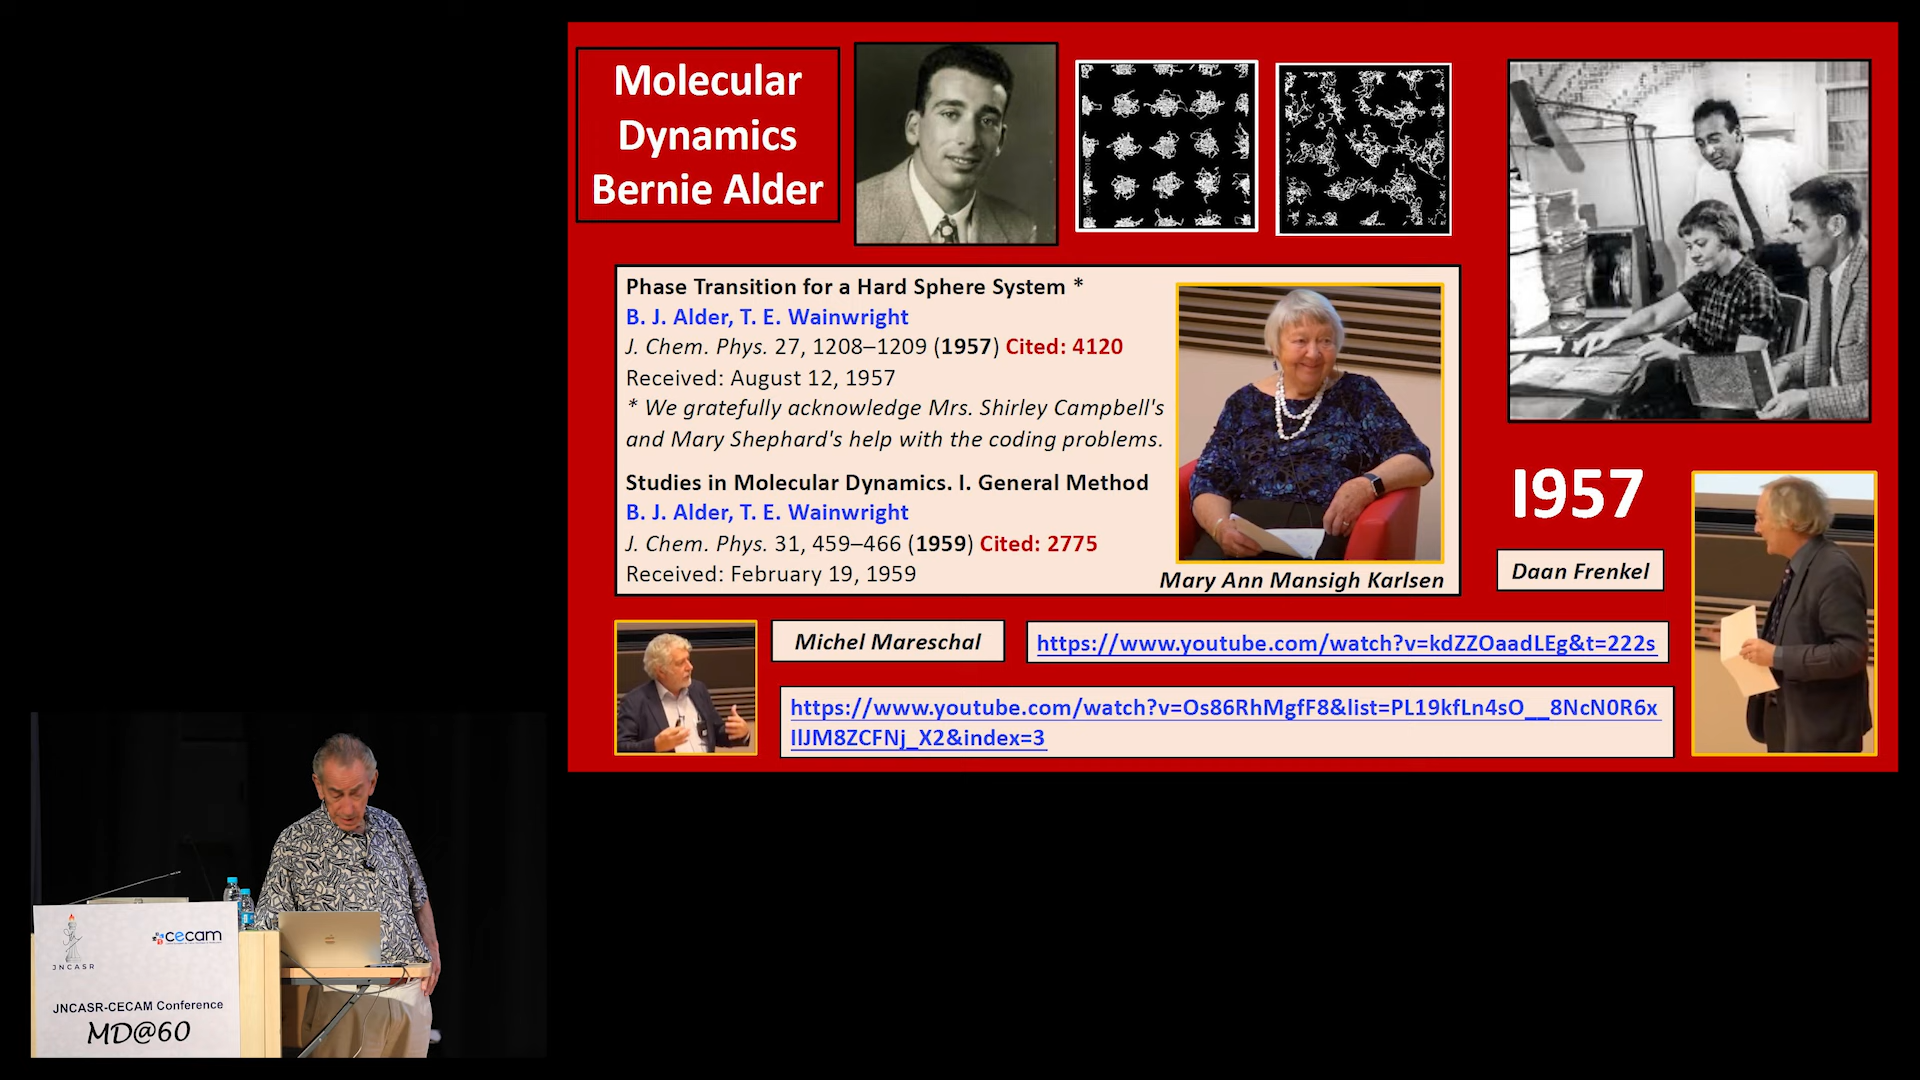 Molecular
Dynamics
Bernie Alder
Phase Transition for a Hard Sphere System *
B. J. Alder, T. E. Wainwright
J. Chem. Phys. 27, 1208–1209 (1957) Cited: 4120
Received: August 12, 1957
* We gratefully acknowledge Mrs. Shirley Campbell's
and Mary Shephard's help with the coding problems.
Studies in Molecular Dynamics. I. General Method
B. J. Alder, T. E. Wainwright
J. Chem. Phys. 31, 459–466 (1959) Cited: 2775
Received: February 19, 1959
Mary Ann Mansigh Karlsen
I957
Daan Frenkel
Michel Mareschal
https://www.youtube.com/watch?v=kdZZOaadLEg&t=222s
https://www.youtube.com/watch?v=Os86RhMgfF8&list=PL19kfLn4sO__8NcN0R6x
IIJM8ZCFNj_X2&index=3
JNCASR
cecam
JNCASR-CECAM Conference
MD@60